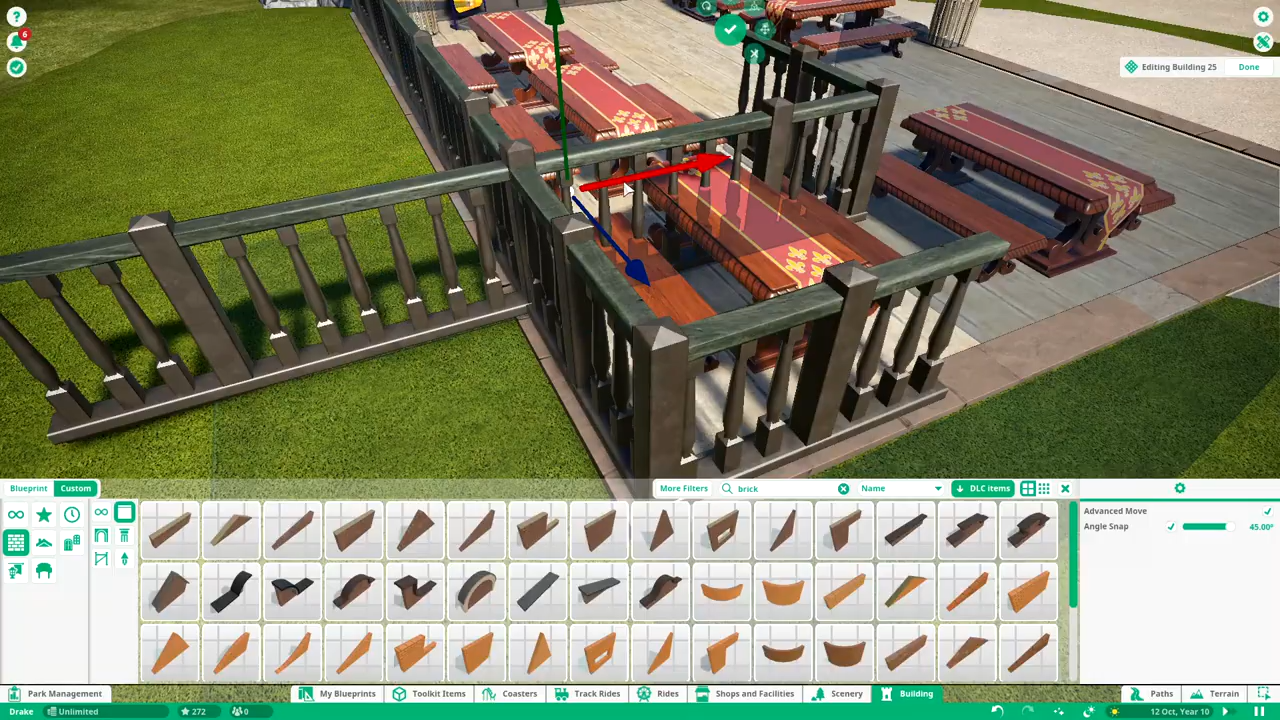 ?
6
Editing Building 25 Done
Blueprint Custom
More Filters brick Name DLC items
Advanced Move
Angle Snap 45.00°
Park Management My Blueprints Toolkit Items Coasters Track Rides Rides Shops and Facilities Scenery Building Paths Terrain
Drake Unlimited 272 0 12 Oct, Year 10